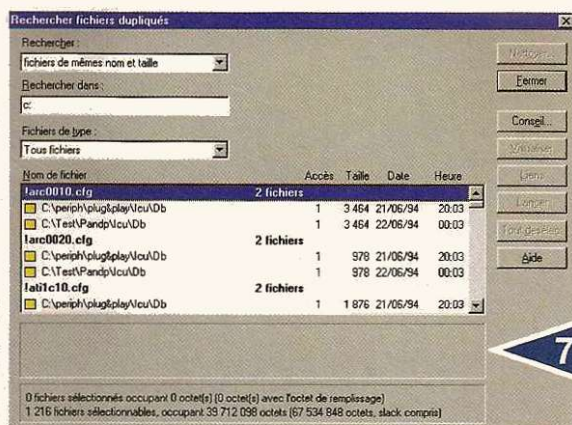 Rechercher fichiers dupliqués
Rechercher :
fichiers de mêmes nom et taille
Rechercher dans :
c:
Fichiers de type :
Tous fichiers
Nettoyer...
Fermer
Conseil...
Visualiser
Liens
Lancer
Tout désélec.
Aide
Nom de fichier Accès Taille Date Heure
!arc0010.cfg 2 fichiers
C:\periph\plug&play\Icu\Db 1 3 464 21/06/94 20:03
C:\Test\Pandp\Icu\Db 1 3 464 22/06/94 00:03
!arc0020.cfg 2 fichiers
C:\periph\plug&play\Icu\Db 1 978 21/06/94 20:03
C:\Test\Pandp\Icu\Db 1 978 22/06/94 00:03
!ati1c10.cfg 2 fichiers
C:\periph\plug&play\Icu\Db 1 1 876 21/06/94 20:03
7
0 fichiers sélectionnés occupant 0 octet(s) (0 octet(s) avec l'octet de remplissage)
1 216 fichiers sélectionnables, occupant 39 712 098 octets (67 534 848 octets, slack compris)